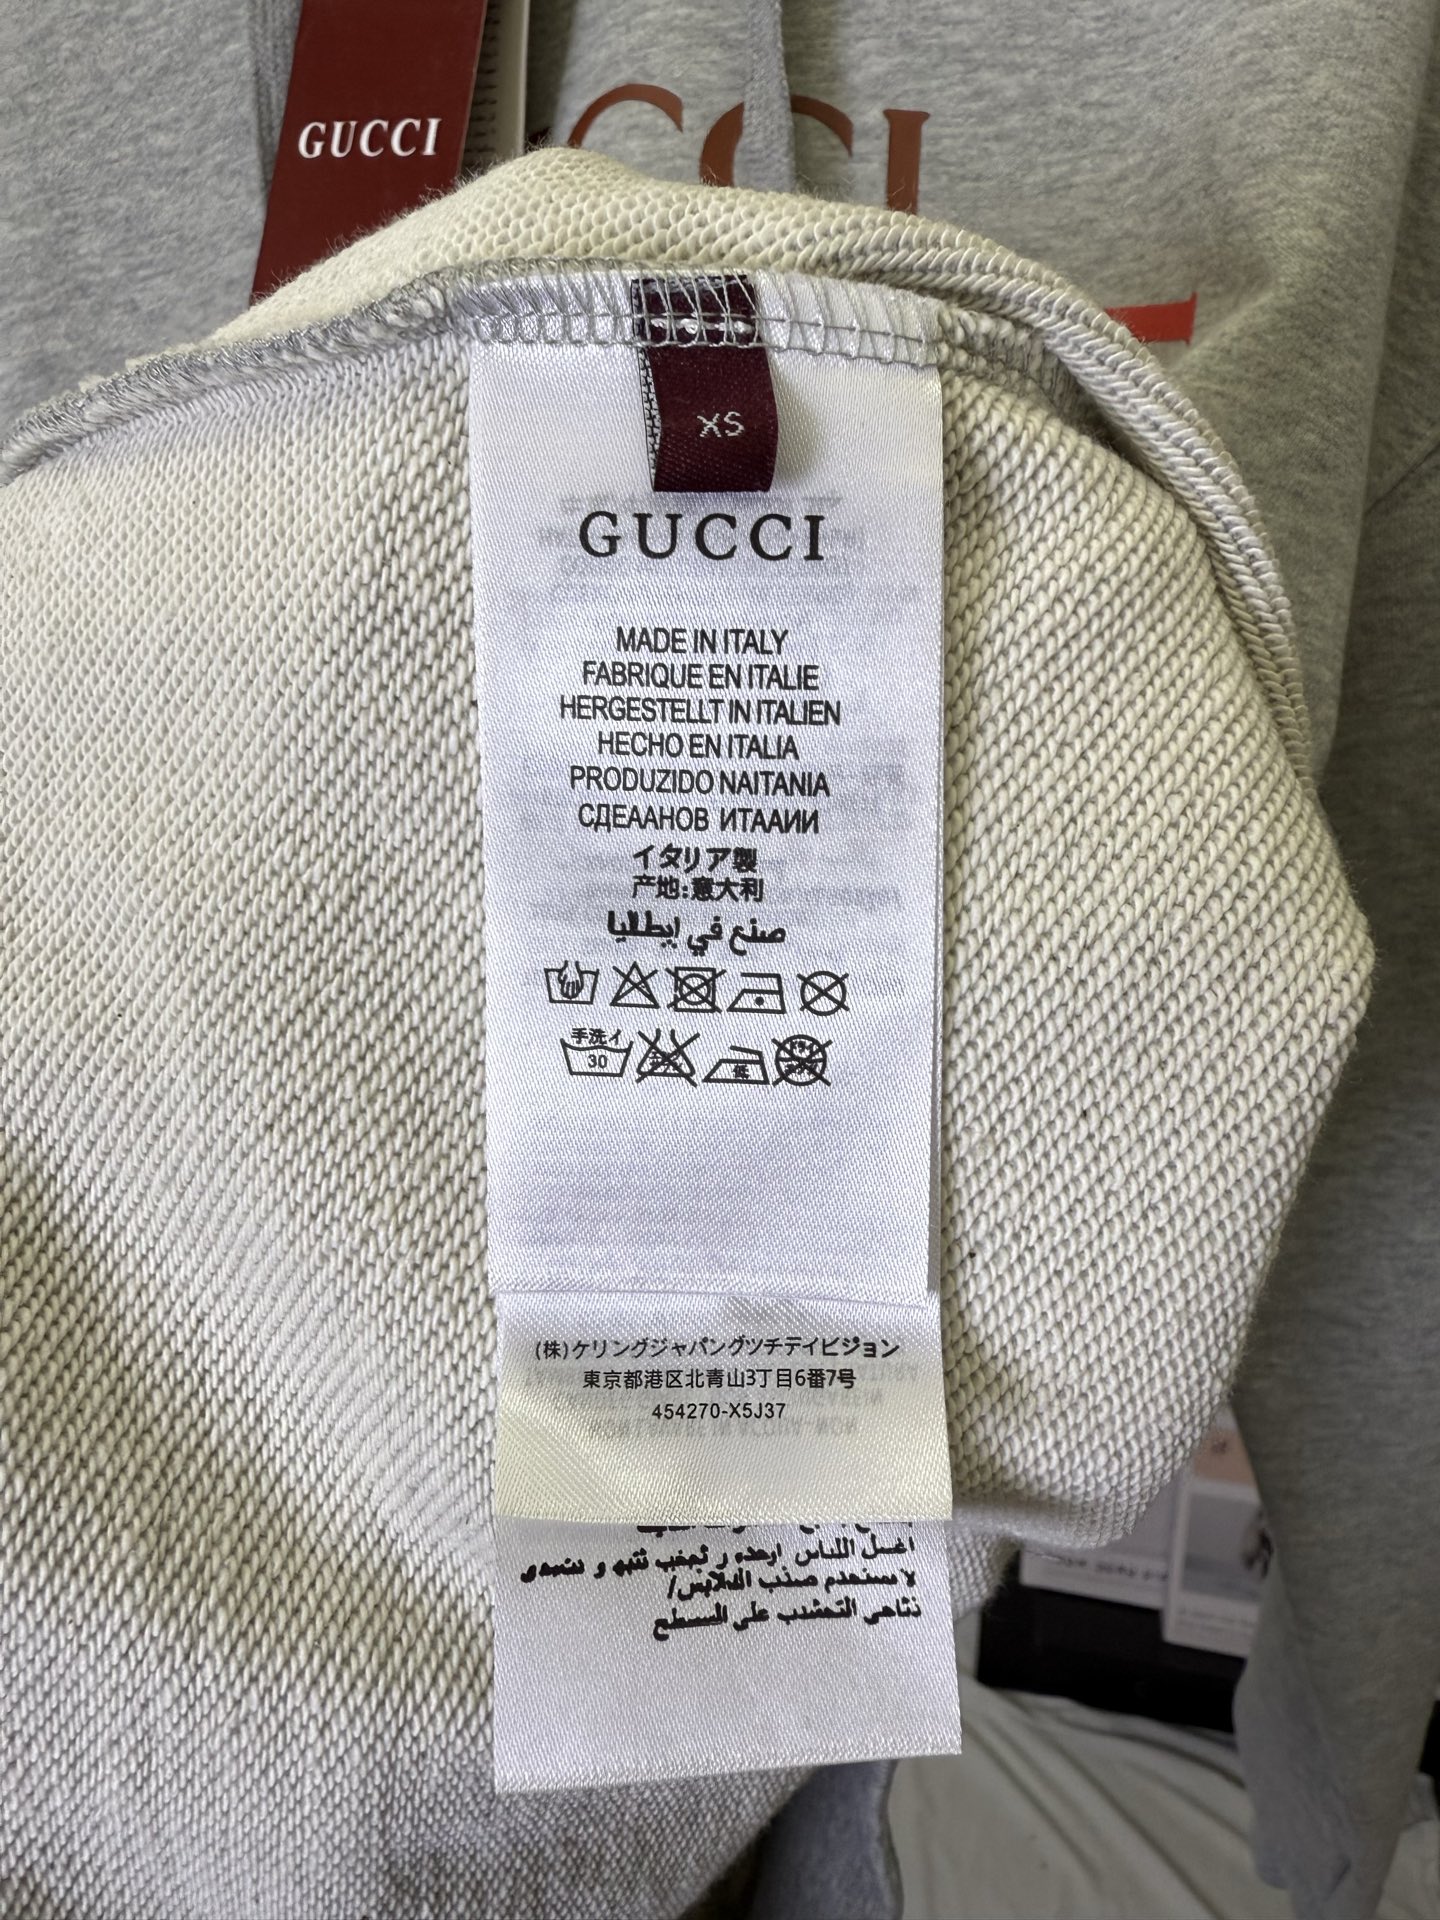 GUCCI
CCI
XS
GUCCI
MADE IN ITALY
FABRIQUE EN ITALIE
HERGESTELLT IN ITALIEN
HECHO EN ITALIA
PRODUZIDO NAITANIA
СДЕААНОВ ИТААИИ
イタリア製
产地:意大利
صنع في ايطاليا
手洗イ
30
低
(株)ケリングジャパングツチデイビジョン
東京都港区北青山3丁目6番7号
454270-X5J37